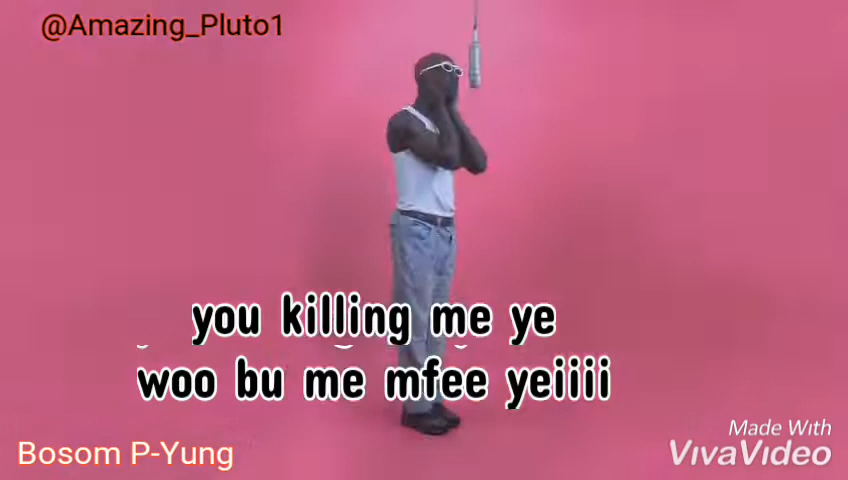 @Amazing_Pluto1
you killing me ye
woo bu me mfee yeiiii
Bosom P-Yung
Made With
VivaVideo